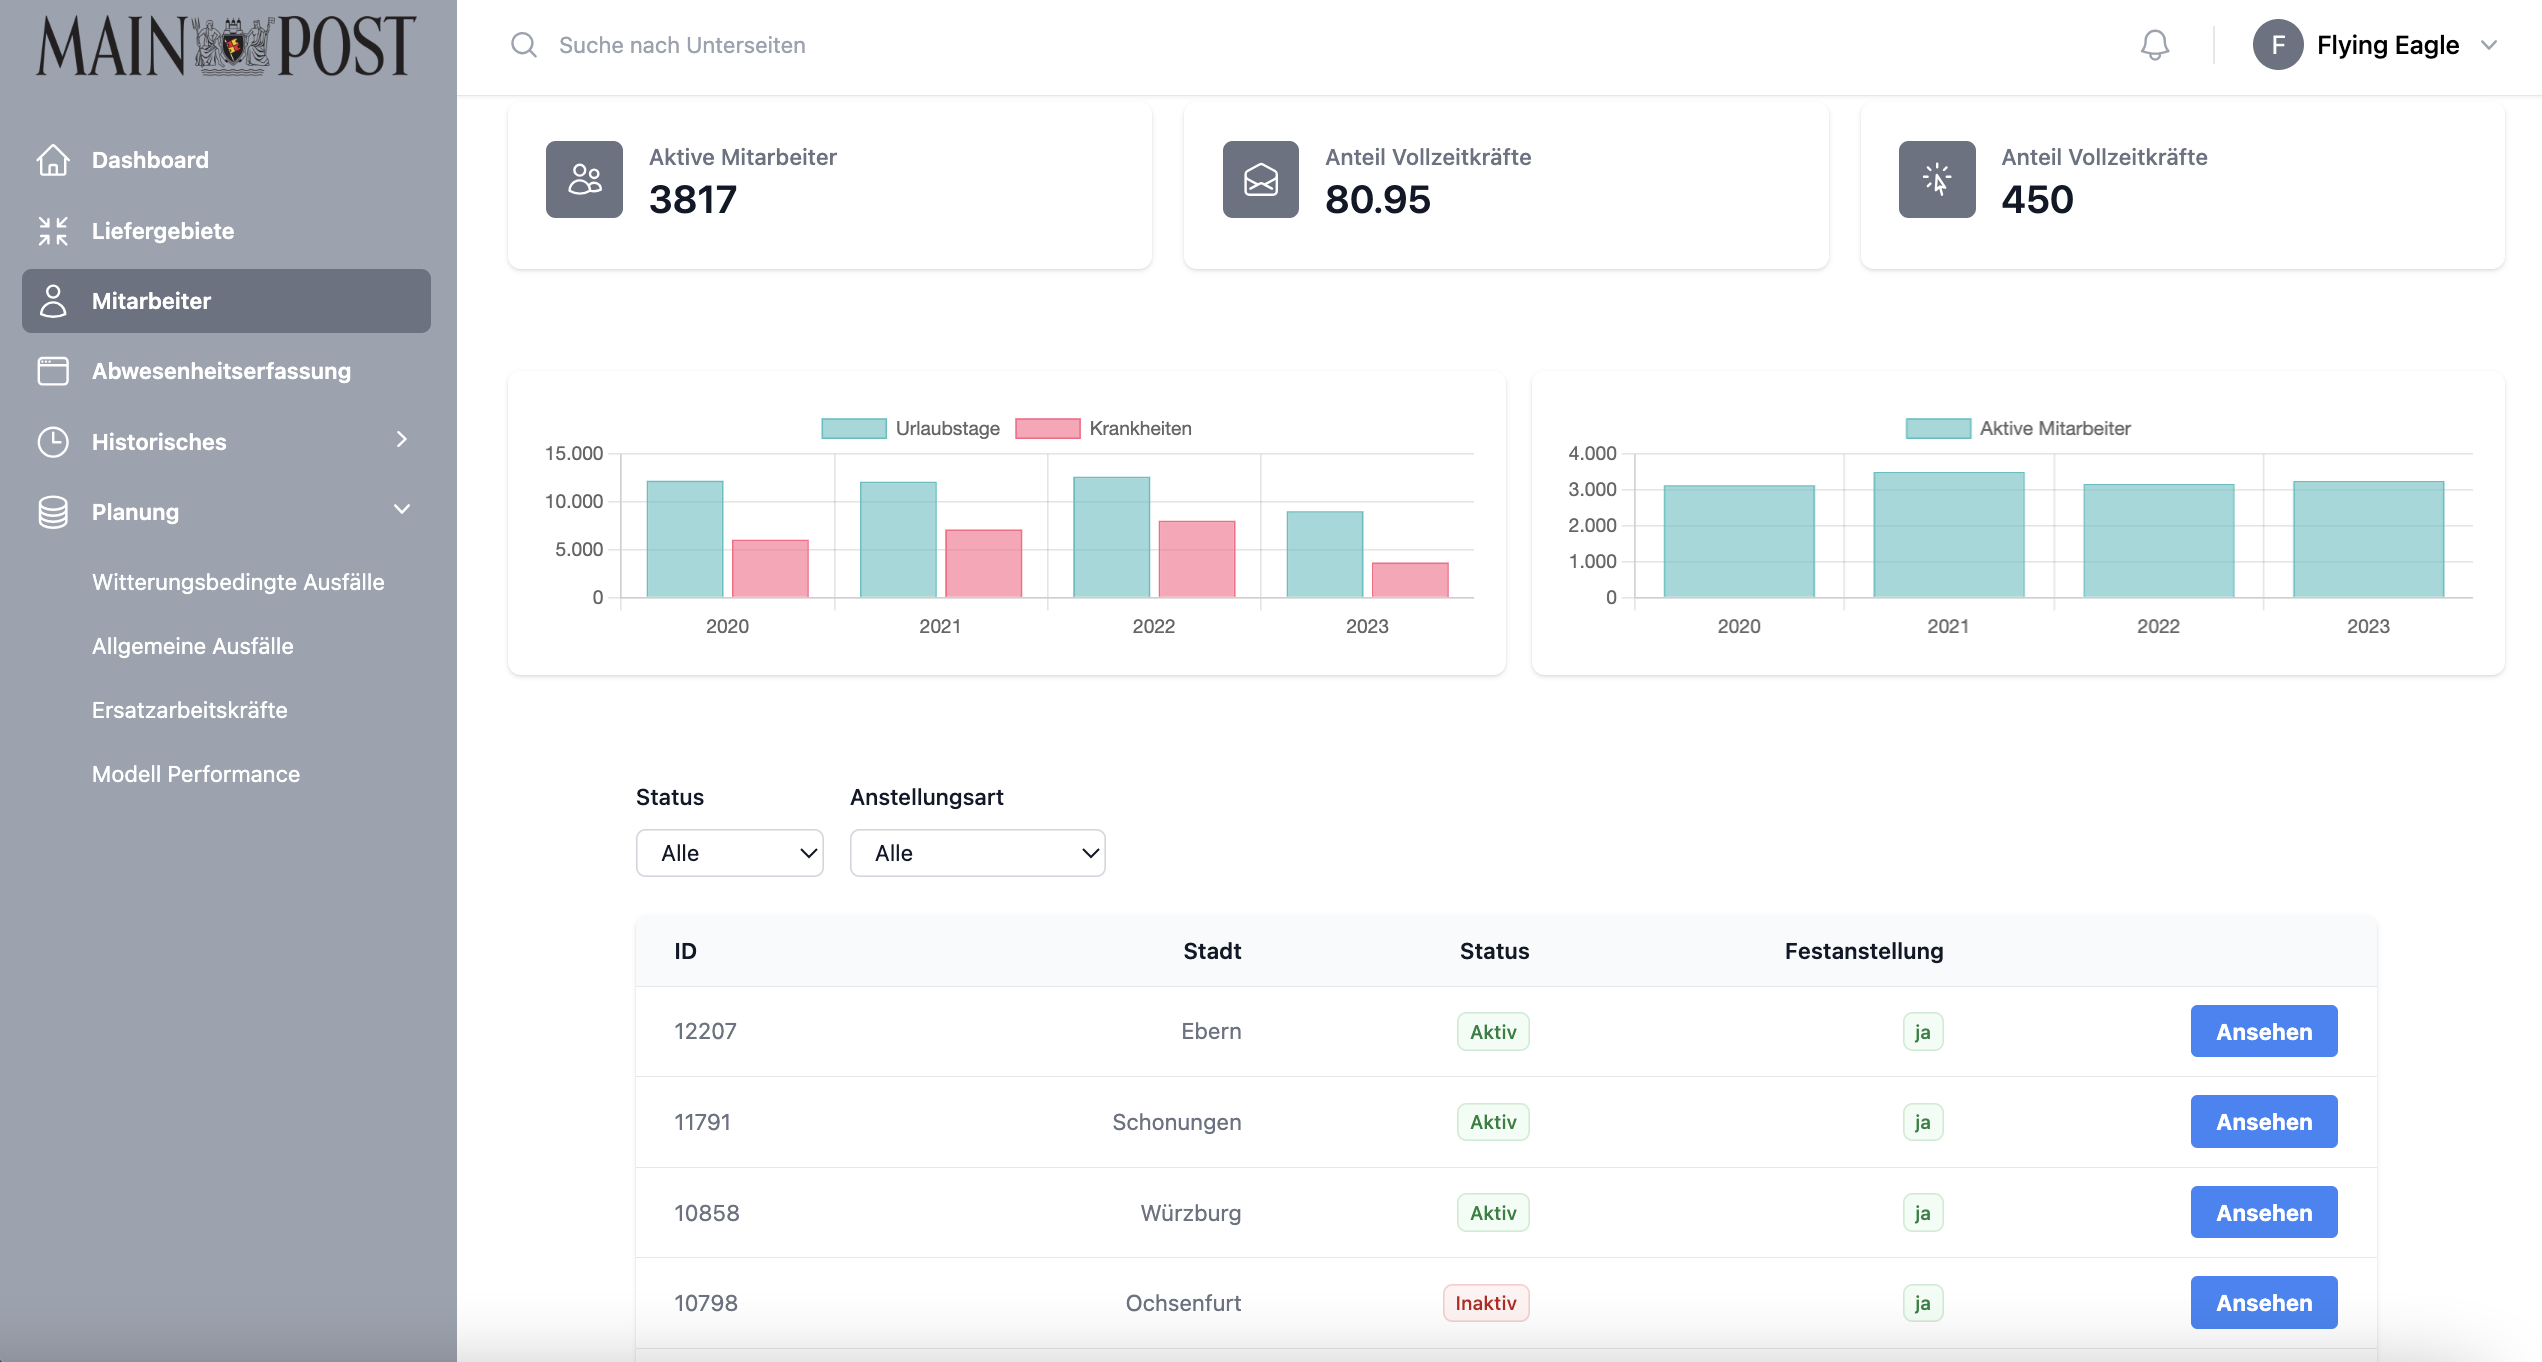 MAIN POST
Suche nach Unterseiten
F Flying Eagle
Dashboard
Liefergebiete
Mitarbeiter
Abwesenheitserfassung
Historisches
Planung
Witterungsbedingte Ausfälle
Allgemeine Ausfälle
Ersatzarbeitskräfte
Modell Performance
Aktive Mitarbeiter
3817
Anteil Vollzeitkräfte
80.95
Anteil Vollzeitkräfte
450
Urlaubstage Krankheiten
15.000
10.000
5.000
0
2020 2021 2022 2023
Aktive Mitarbeiter
4.000
3.000
2.000
1.000
0
2020 2021 2022 2023
Status Anstellungsart
Alle Alle
ID Stadt Status Festanstellung
12207 Ebern Aktiv ja Ansehen
11791 Schonungen Aktiv ja Ansehen
10858 Würzburg Aktiv ja Ansehen
10798 Ochsenfurt Inaktiv ja Ansehen